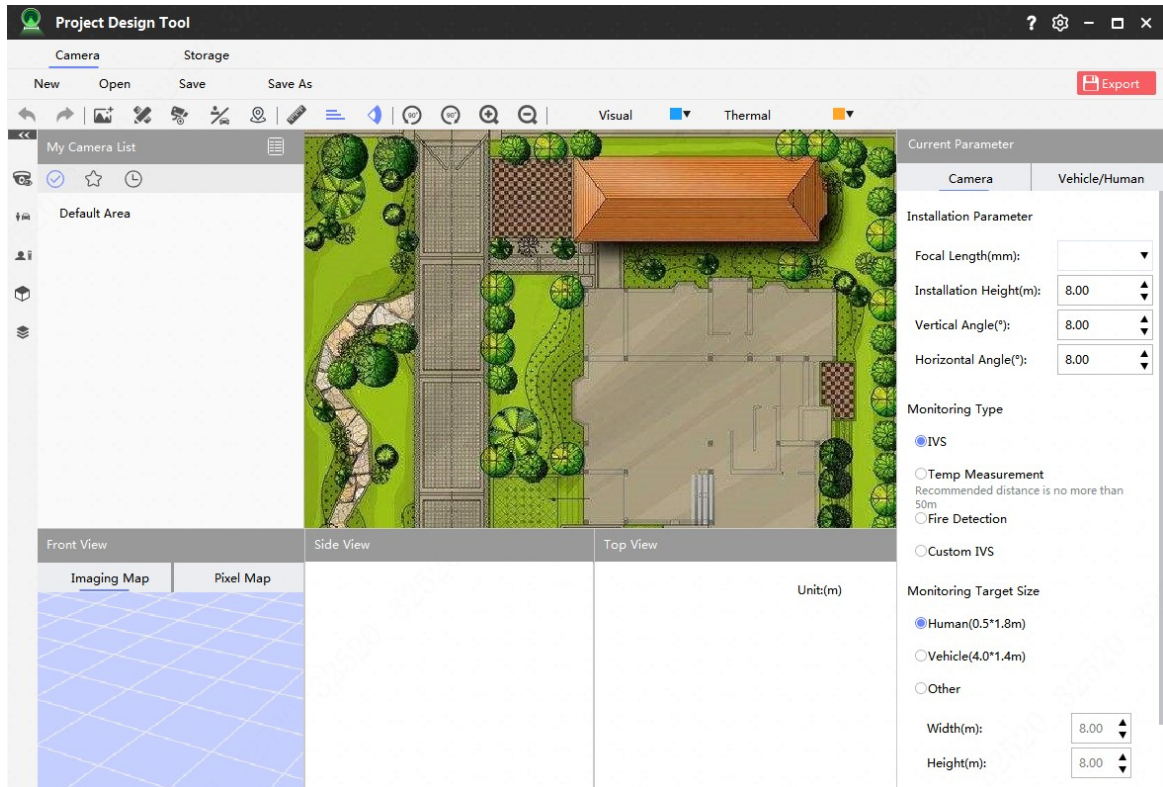 Project Design Tool
?
Camera Storage
New Open Save Save As Export
90° 90° Visual Thermal
<<
My Camera List
Default Area
Front View Side View Top View
Imaging Map Pixel Map
Unit:(m)
Current Parameter
Camera Vehicle/Human
Installation Parameter
Focal Length(mm):
Installation Height(m): 8.00
Vertical Angle(°): 8.00
Horizontal Angle(°): 8.00
Monitoring Type
IVS
Temp Measurement
Recommended distance is no more than
50m
Fire Detection
Custom IVS
Monitoring Target Size
Human(0.5*1.8m)
Vehicle(4.0*1.4m)
Other
Width(m): 8.00
Height(m): 8.00